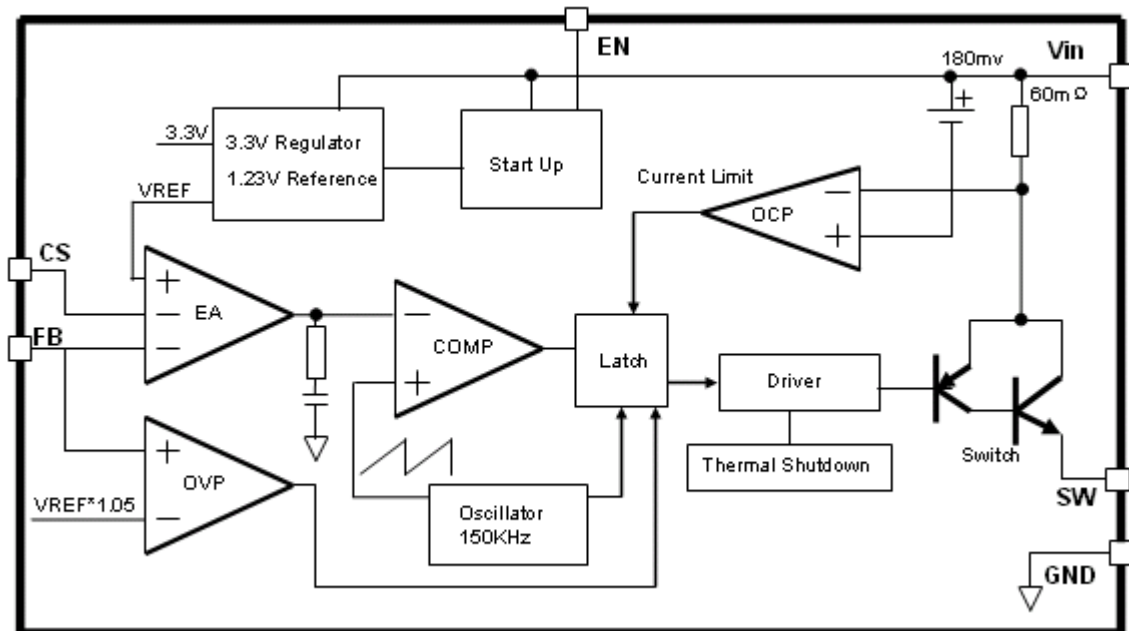 EN
Vin
180mv
60mΩ
3.3V
3.3V Regulator
1.23V Reference
Start Up
VREF
Current Limit
OCP
CS
EA
FB
COMP
Latch
Driver
Thermal Shutdown
Switch
SW
OVP
VREF*1.05
Oscillator
150KHz
GND